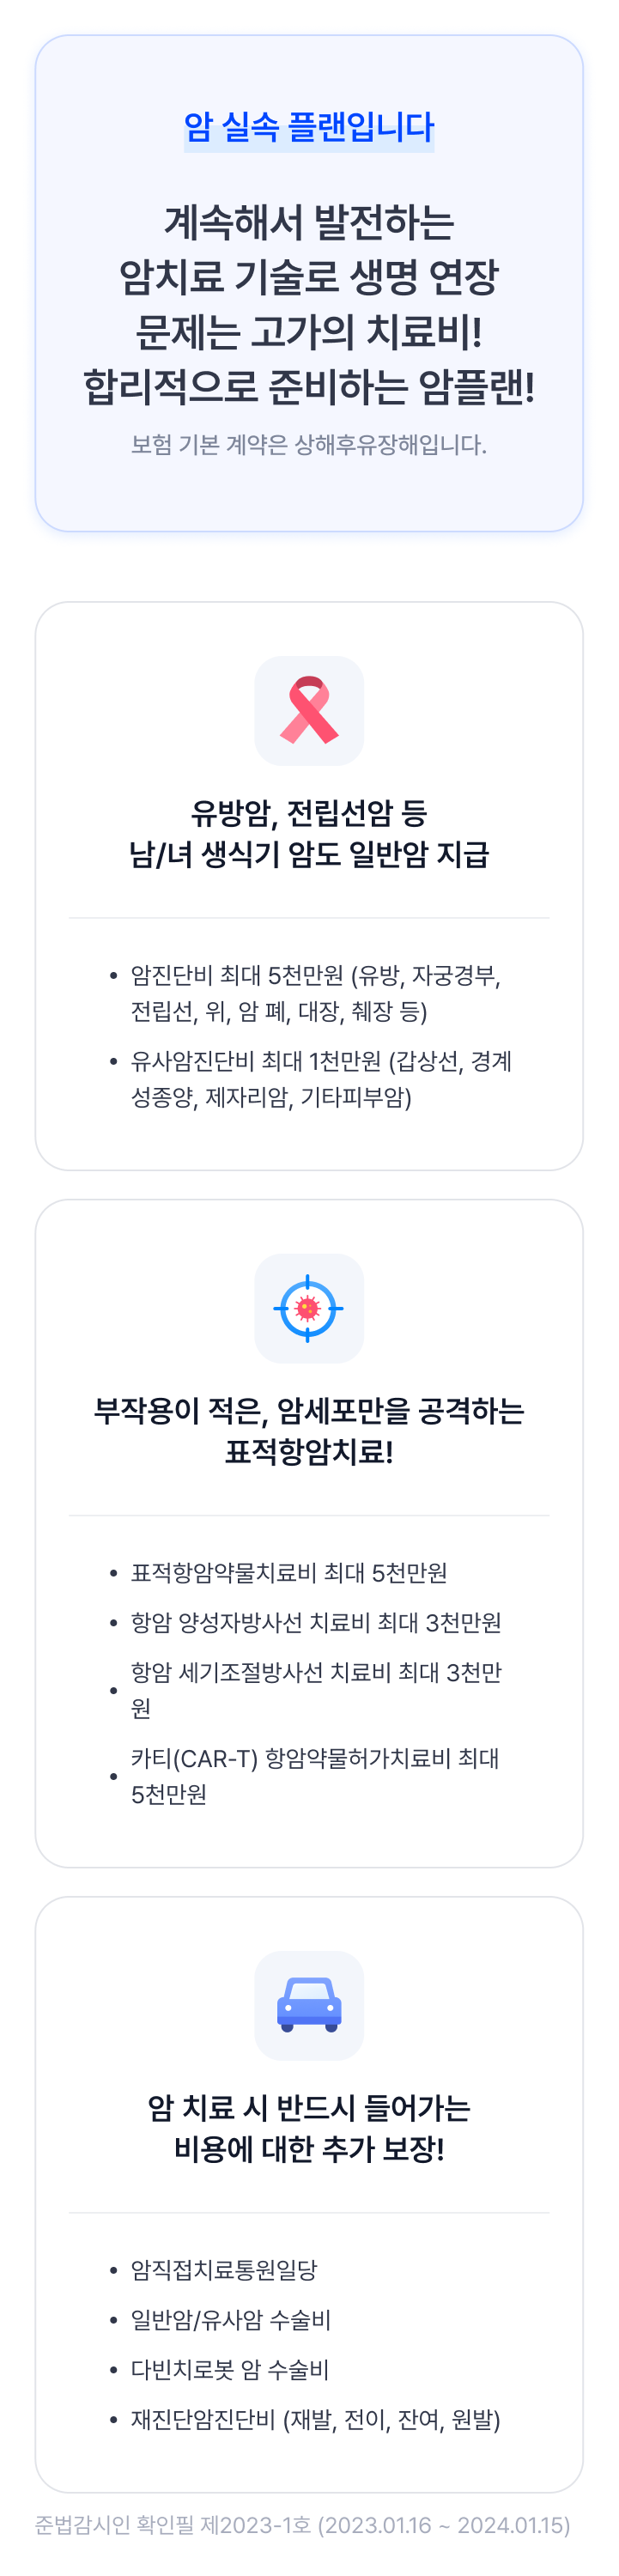 암 실속 플랜입니다
계속해서 발전하는
암치료 기술로 생명 연장
문제는 고가의 치료비!
합리적으로 준비하는 암플랜!
보험 기본 계약은 상해후유장해입니다.
유방암, 전립선암 등
남/녀 생식기 암도 일반암 지급
• 암진단비 최대 5천만원 (유방, 자궁경부,
전립선, 위, 암 폐, 대장, 췌장 등)
• 유사암진단비 최대 1천만원 (갑상선, 경계
성종양, 제자리암, 기타피부암)
부작용이 적은, 암세포만을 공격하는
표적항암치료!
• 표적항암약물치료비 최대 5천만원
• 항암 양성자방사선 치료비 최대 3천만원
• 항암 세기조절방사선 치료비 최대 3천만
원
• 카티(CAR-T) 항암약물허가치료비 최대
5천만원
암 치료 시 반드시 들어가는
비용에 대한 추가 보장!
• 암직접치료통원일당
• 일반암/유사암 수술비
• 다빈치로봇 암 수술비
• 재진단암진단비 (재발, 전이, 잔여, 원발)
준법감시인 확인필 제2023-1호 (2023.01.16 ~ 2024.01.15)